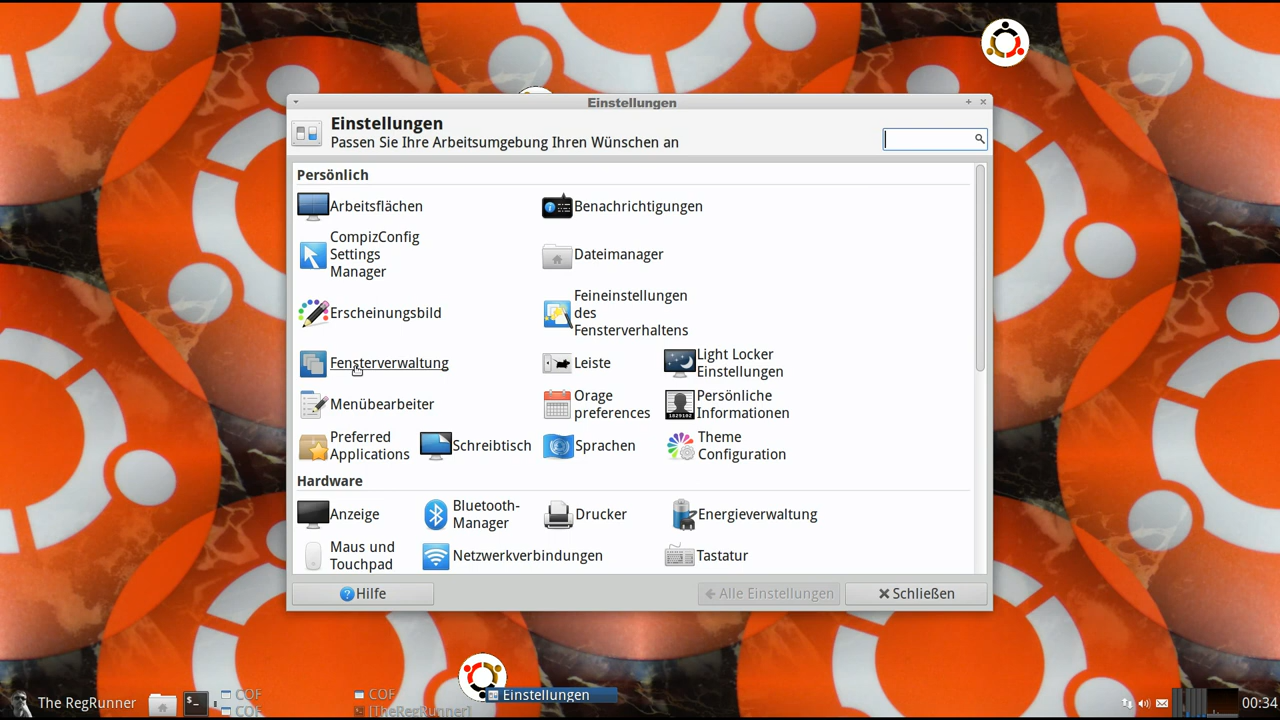 Einstellungen
Einstellungen
Passen Sie Ihre Arbeitsumgebung Ihren Wünschen an
Persönlich
Arbeitsflächen
Benachrichtigungen
CompizConfig
Settings
Manager
Dateimanager
Erscheinungsbild
Feineinstellungen
des
Fensterverhaltens
Fensterverwaltung
Leiste
Light Locker
Einstellungen
Menübearbeiter
Orage
preferences
Persönliche
Informationen
Preferred
Applications
Schreibtisch
Sprachen
Theme
Configuration
Hardware
Anzeige
Bluetooth-
Manager
Drucker
Energieverwaltung
Maus und
Touchpad
Netzwerkverbindungen
Tastatur
Hilfe
Alle Einstellungen
Schließen
The RegRunner
COF
COF
COF
[TheRegRunner]
Einstellungen
00:34